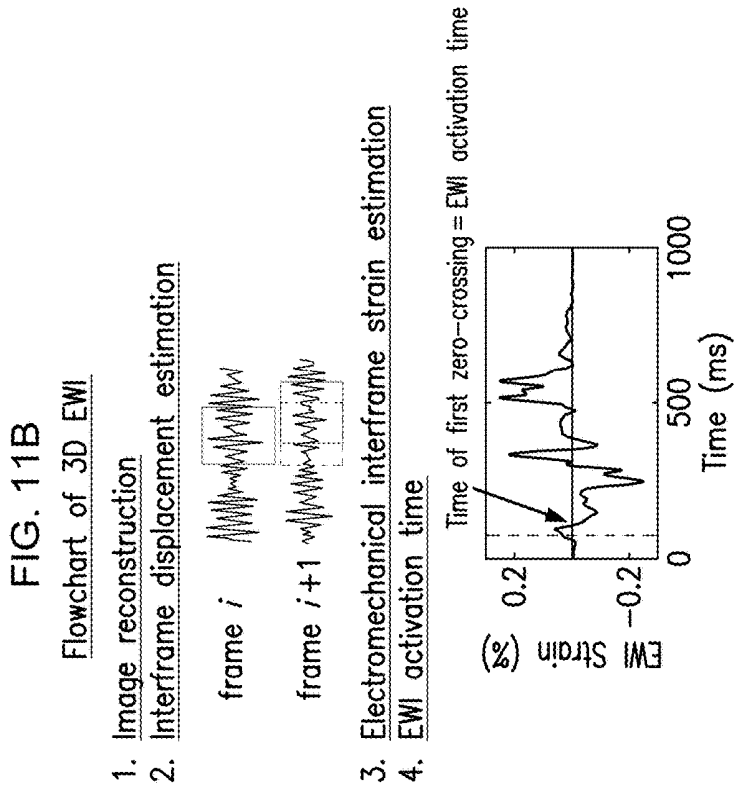 FIG. 11B
Flowchart of 3D EWI
1. Image reconstruction
2. Interframe displacement estimation
frame i
frame i+1
3. Electromechanical interframe strain estimation
4. EWI activation time
Time of first zero-crossing = EWI activation time
EWI Strain (%)
0.2
-0.2
0
500
1000
Time (ms)